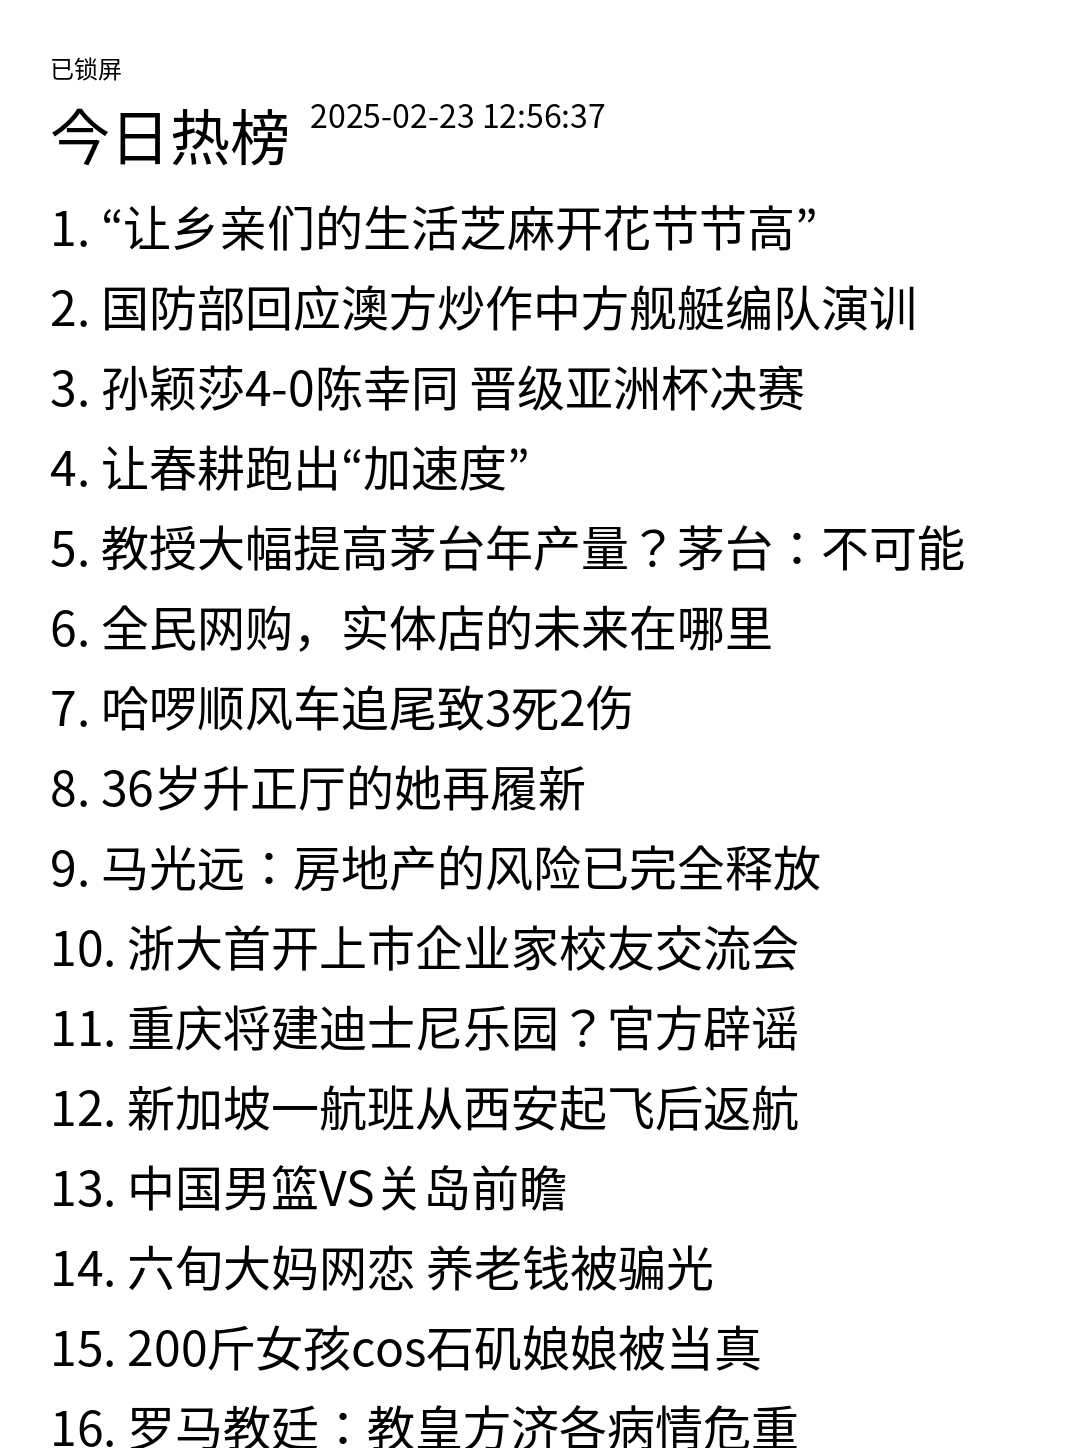 已锁屏
今日热榜 2025-02-23 12:56:37
1. “让乡亲们的生活芝麻开花节节高”
2. 国防部回应澳方炒作中方舰艇编队演训
3. 孙颖莎4-0陈幸同 晋级亚洲杯决赛
4. 让春耕跑出“加速度”
5. 教授大幅提高茅台年产量？茅台：不可能
6. 全民网购，实体店的未来在哪里
7. 哈啰顺风车追尾致3死2伤
8. 36岁升正厅的她再履新
9. 马光远：房地产的风险已完全释放
10. 浙大首开上市企业家校友交流会
11. 重庆将建迪士尼乐园？官方辟谣
12. 新加坡一航班从西安起飞后返航
13. 中国男篮VS关岛前瞻
14. 六旬大妈网恋 养老钱被骗光
15. 200斤女孩cos石矶娘娘被当真
16. 罗马教廷：教皇方济各病情危重